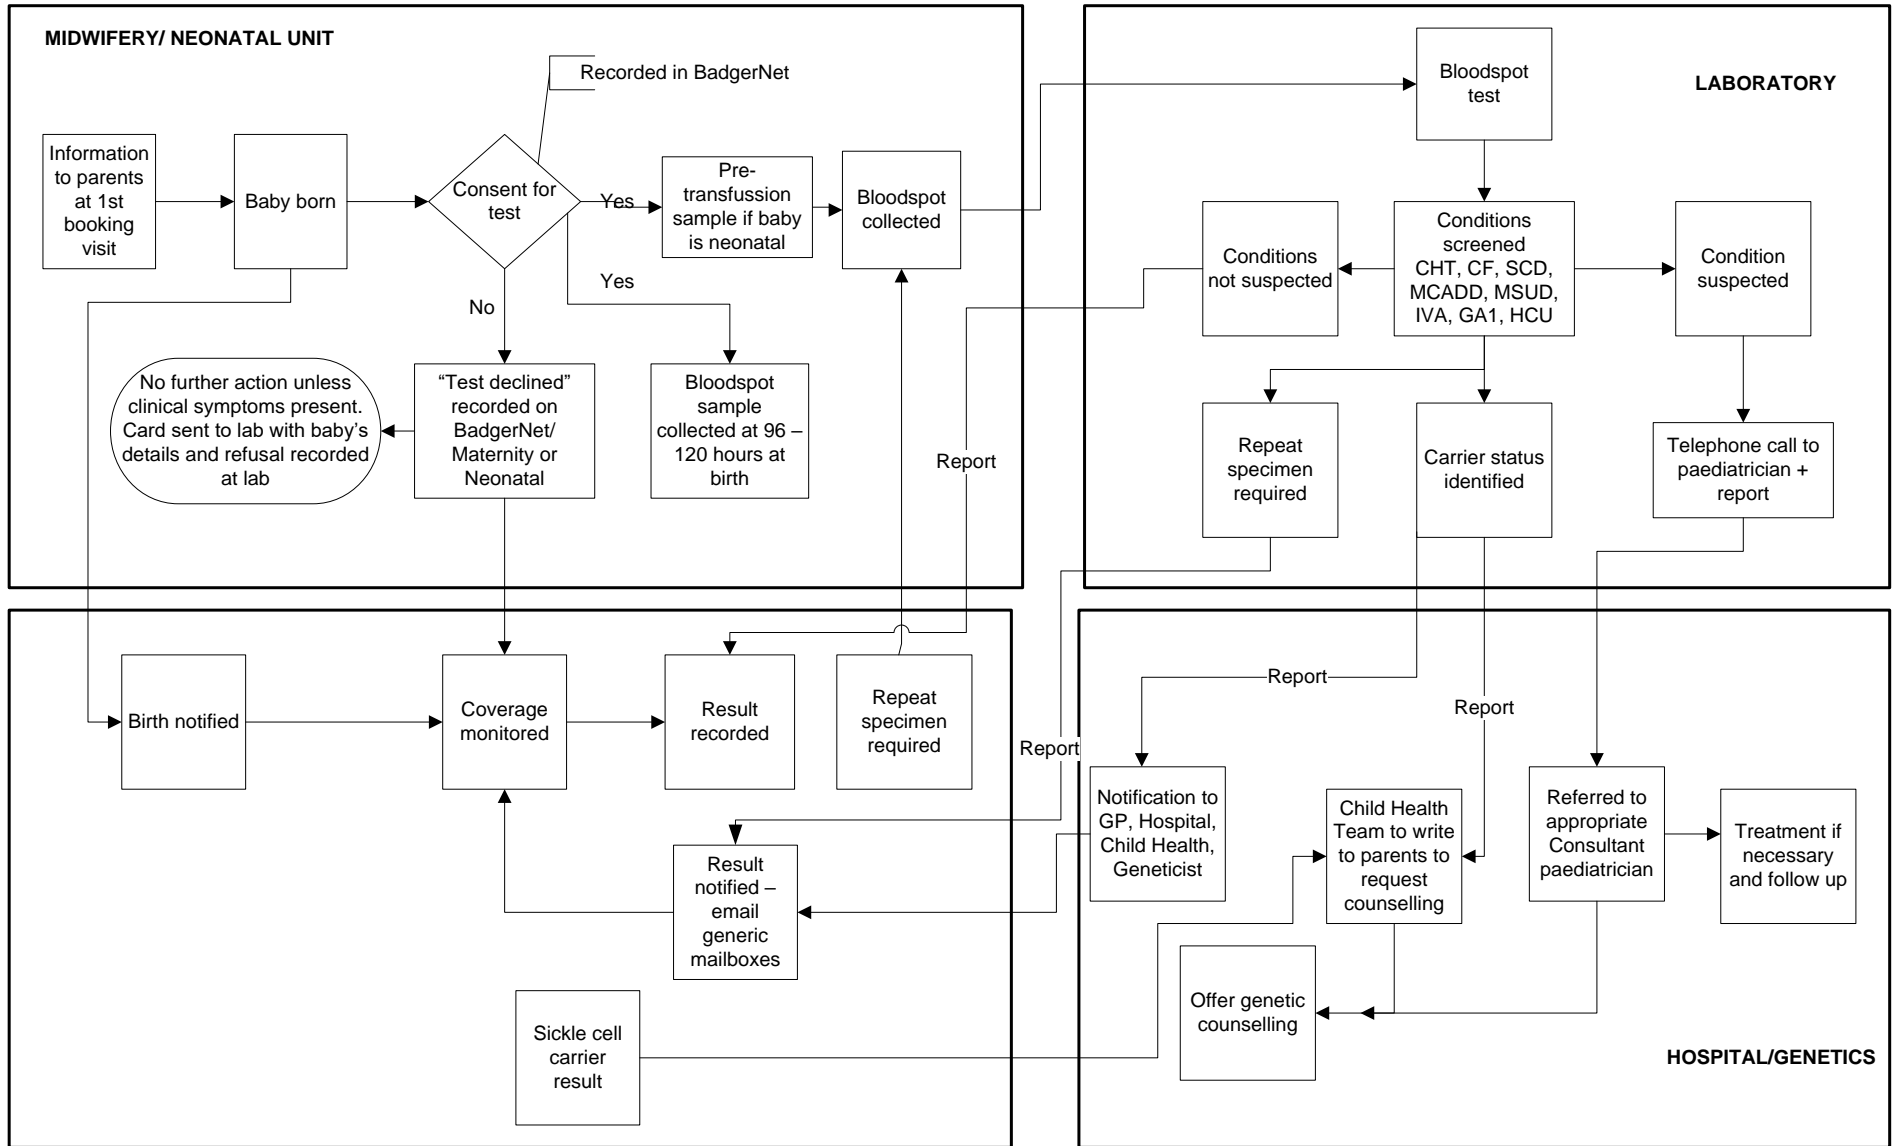 MIDWIFERY/ NEONATAL UNIT
Recorded in BadgerNet
Information
to parents
at 1st
booking
visit
Baby born
Consent for
test
Yes
Pre-
transfussion
sample if baby
is neonatal
Bloodspot
collected
No
Yes
No further action unless
clinical symptoms present.
Card sent to lab with baby’s
details and refusal recorded
at lab
“Test declined”
recorded on
BadgerNet/
Maternity or
Neonatal
Bloodspot
sample
collected at 96 –
120 hours at
birth
Report
LABORATORY
Bloodspot
test
Conditions
not suspected
Conditions
screened
CHT, CF, SCD,
MCADD, MSUD,
IVA, GA1, HCU
Condition
suspected
Repeat
specimen
required
Carrier status
identified
Telephone call to
paediatrician +
report
Birth notified
Coverage
monitored
Result
recorded
Repeat
specimen
required
Report
Result
notified –
email
generic
mailboxes
Sickle cell
carrier
result
Report
Report
Notification to
GP, Hospital,
Child Health,
Geneticist
Child Health
Team to write
to parents to
request
counselling
Referred to
appropriate
Consultant
paediatrician
Treatment if
necessary
and follow up
Offer genetic
counselling
HOSPITAL/GENETICS